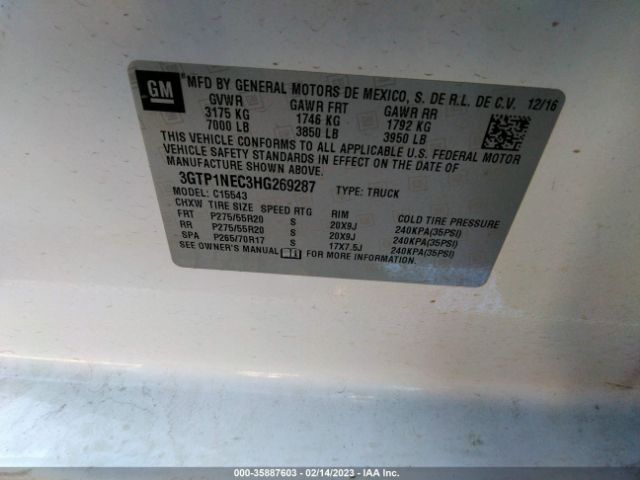 GM
MFD BY GENERAL MOTORS DE MEXICO, S. DE R.L. DE C.V. 12/16
GVWR GAWR FRT GAWR RR
3175 KG 1746 KG 1792 KG
7000 LB 3850 LB 3950 LB
THIS VEHICLE CONFORMS TO ALL APPLICABLE U.S. FEDERAL MOTOR
VEHICLE SAFETY STANDARDS IN EFFECT ON THE DATE OF
MANUFACTURE SHOWN ABOVE.
3GTP1NEC3HG269287 TYPE: TRUCK
MODEL: C15543
CHXW TIRE SIZE SPEED RTG RIM COLD TIRE PRESSURE
FRT P275/55R20 S 20X9J 240KPA(35PSI)
RR P275/55R20 S 20X9J 240KPA(35PSI)
SPA P265/70R17 S 17X7.5J 240KPA(35PSI)
SEE OWNER'S MANUAL FOR MORE INFORMATION.
000-35887603 - 02/14/2023 - IAA Inc.